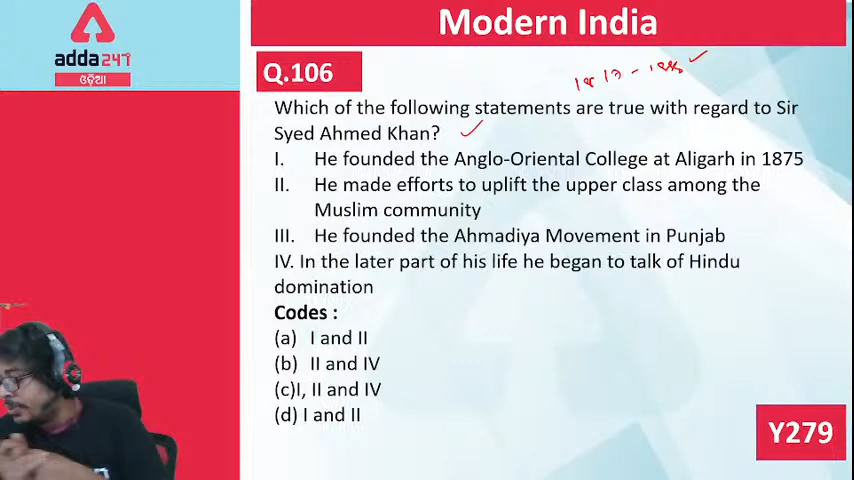 Modern India
adda247
ଓଡ଼ିଆ
Q.106
Which of the following statements are true with regard to Sir
Syed Ahmed Khan?
I. He founded the Anglo-Oriental College at Aligarh in 1875
II. He made efforts to uplift the upper class among the
Muslim community
III. He founded the Ahmadiya Movement in Punjab
IV. In the later part of his life he began to talk of Hindu
domination
Codes :
(a) I and II
(b) II and IV
(c)I, II and IV
(d) I and II
Y279